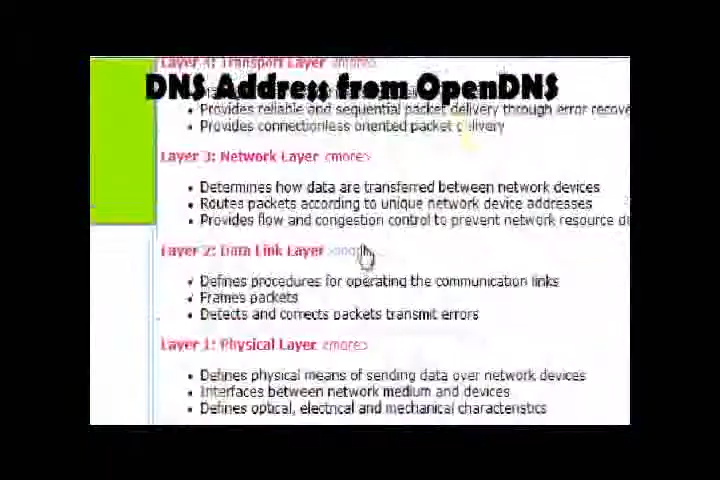 Layer 4: Transport Layer <more>
DNS Address from OpenDNS
Provides reliable and sequential packet delivery through error
Provides connectionless oriented packet delivery
Layer 3: Network Layer <more>
Determines how data are transferred between network devices
Routes packets according to unique network device addresses
Provides flow and congestion control to prevent network resource
Layer 2: Data Link Layer
Defines procedures for operating the communication links
Frames packets
Detects and corrects packets transmit errors
Layer 1: Physical Layer <more>
Defines physical means of sending data over network devices
Interfaces between network medium and devices
Defines optical, electrical and mechanical characteristics